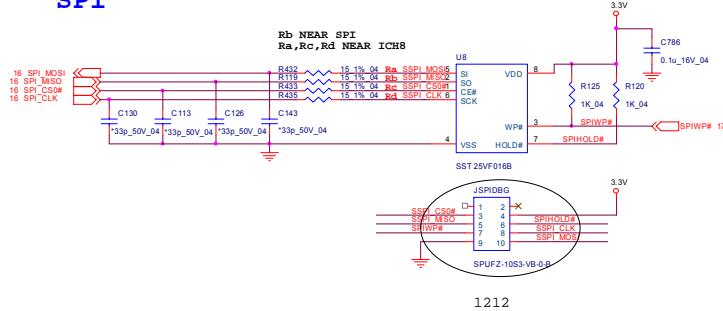 SPI
3.3V
Rb NEAR SPI
Ra,Rc,Rd NEAR ICH8
C786
0.1u_16V_04
U8
16 SPI_MOSI R432 15_1%_04 Ra SSPI_MOSI 5 SI VDD 8
16 SPI_MISO R119 15_1%_04 Rb SSPI_MISO 2 SO
16 SPI_CS0# R433 15_1%_04 Rc SSPI_CS0# 1 CE#
16 SPI_CLK R435 15_1%_04 Rd SSPI_CLK 6 SCK
R125 R120
1K_04 1K_04
C130 C113 C126 C143
*33p_50V_04 *33p_50V_04 *33p_50V_04 *33p_50V_04
WP# 3 SPIWP# SPIWP# 17
4 VSS HOLD# 7 SPIHOLD#
SST25VF016B
3.3V
JSPIDBG
1 2
SSPI_CS0# 3 4
SSPI_MISO 5 6 SPIHOLD#
SPIWP# 7 8 SSPI_CLK
9 10 SSPI_MOSI
SPUFZ-10S3-VB-0-B
1212